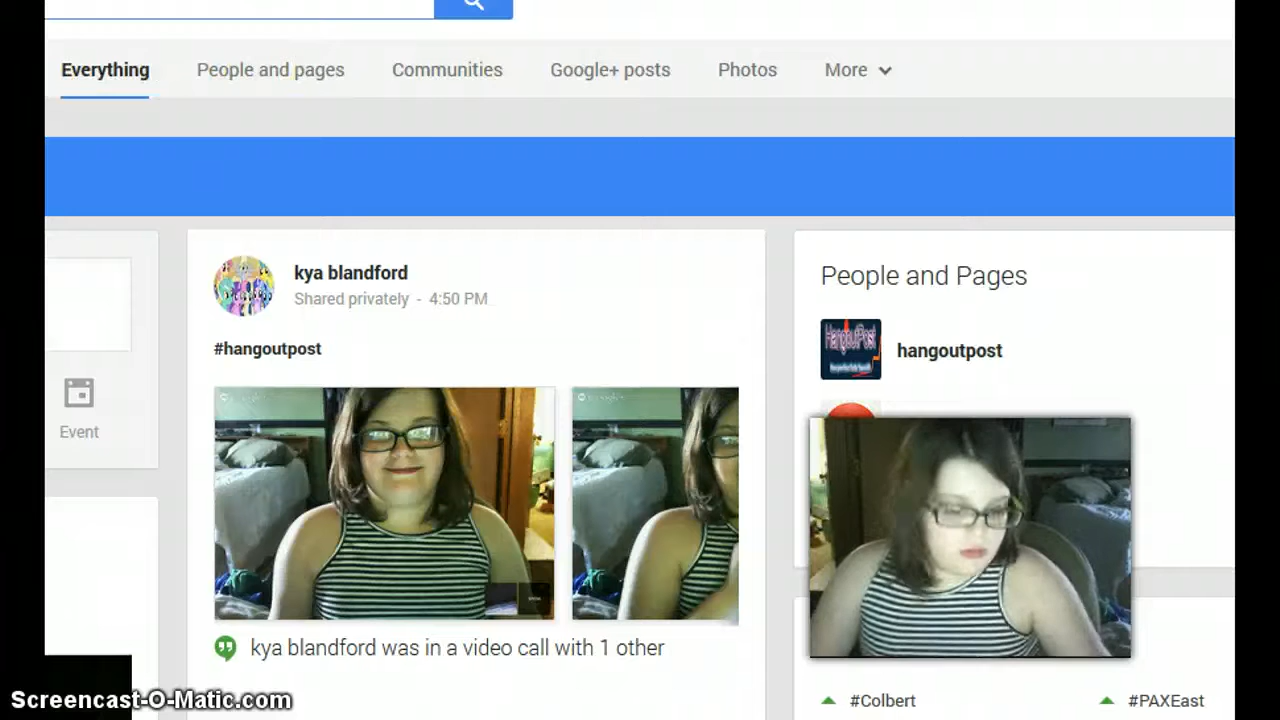 Everything People and pages Communities Google+ posts Photos More
kya blandford
Shared privately - 4:50 PM
#hangoutpost
kya blandford was in a video call with 1 other
Event
People and Pages
HangoutPost
hangoutpost
#Colbert #PAXEast
Screencast-O-Matic.com